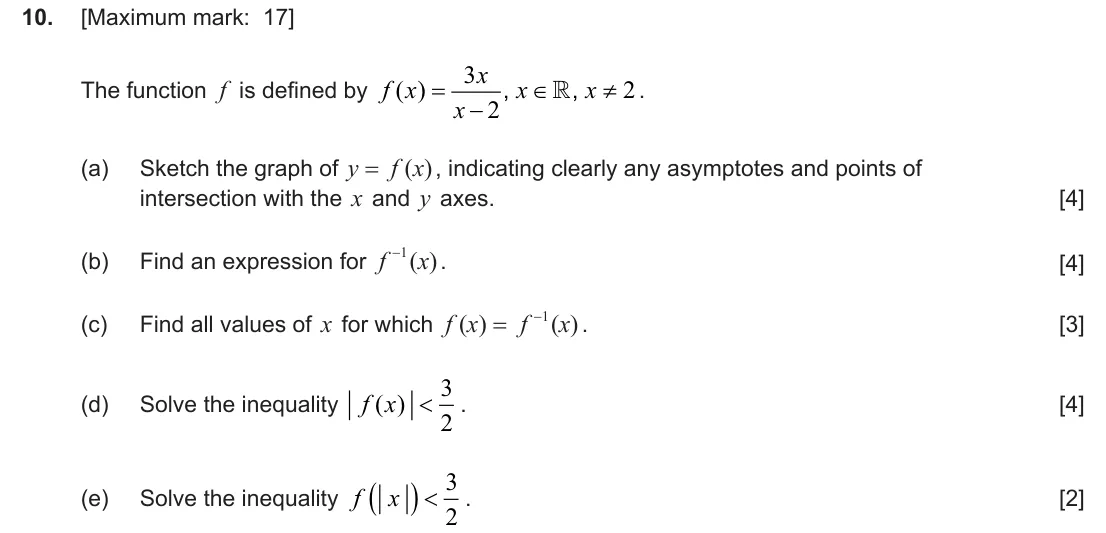 10. [Maximum mark: 17]
The function f is defined by f(x) = 3x/(x − 2), x ∈ ℝ, x ≠ 2.
(a) Sketch the graph of y = f(x), indicating clearly any asymptotes and points of
intersection with the x and y axes. [4]
(b) Find an expression for f⁻¹(x). [4]
(c) Find all values of x for which f(x) = f⁻¹(x). [3]
(d) Solve the inequality |f(x)| < 3/2. [4]
(e) Solve the inequality f(|x|) < 3/2. [2]